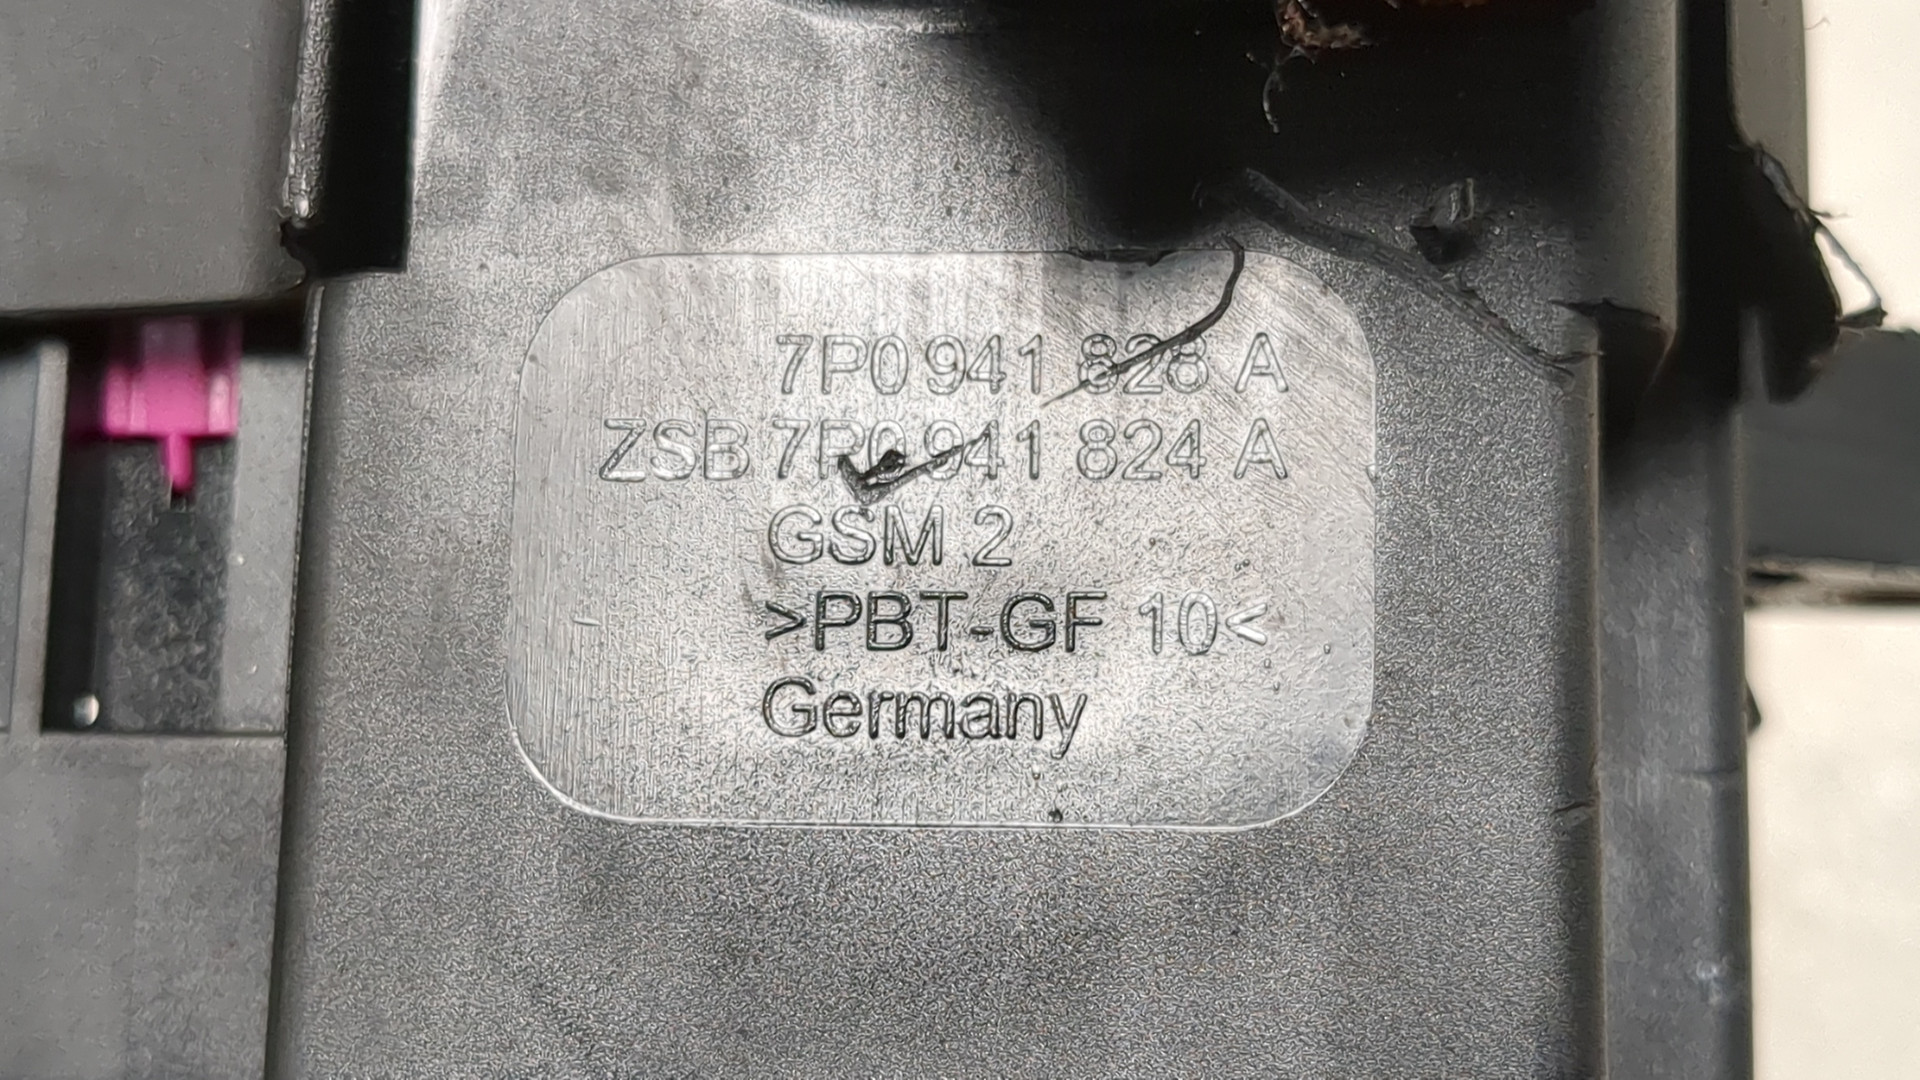 7P0 941 828 A
ZSB 7P0 941 824 A
GSM 2
>PBT-GF 10<
Germany